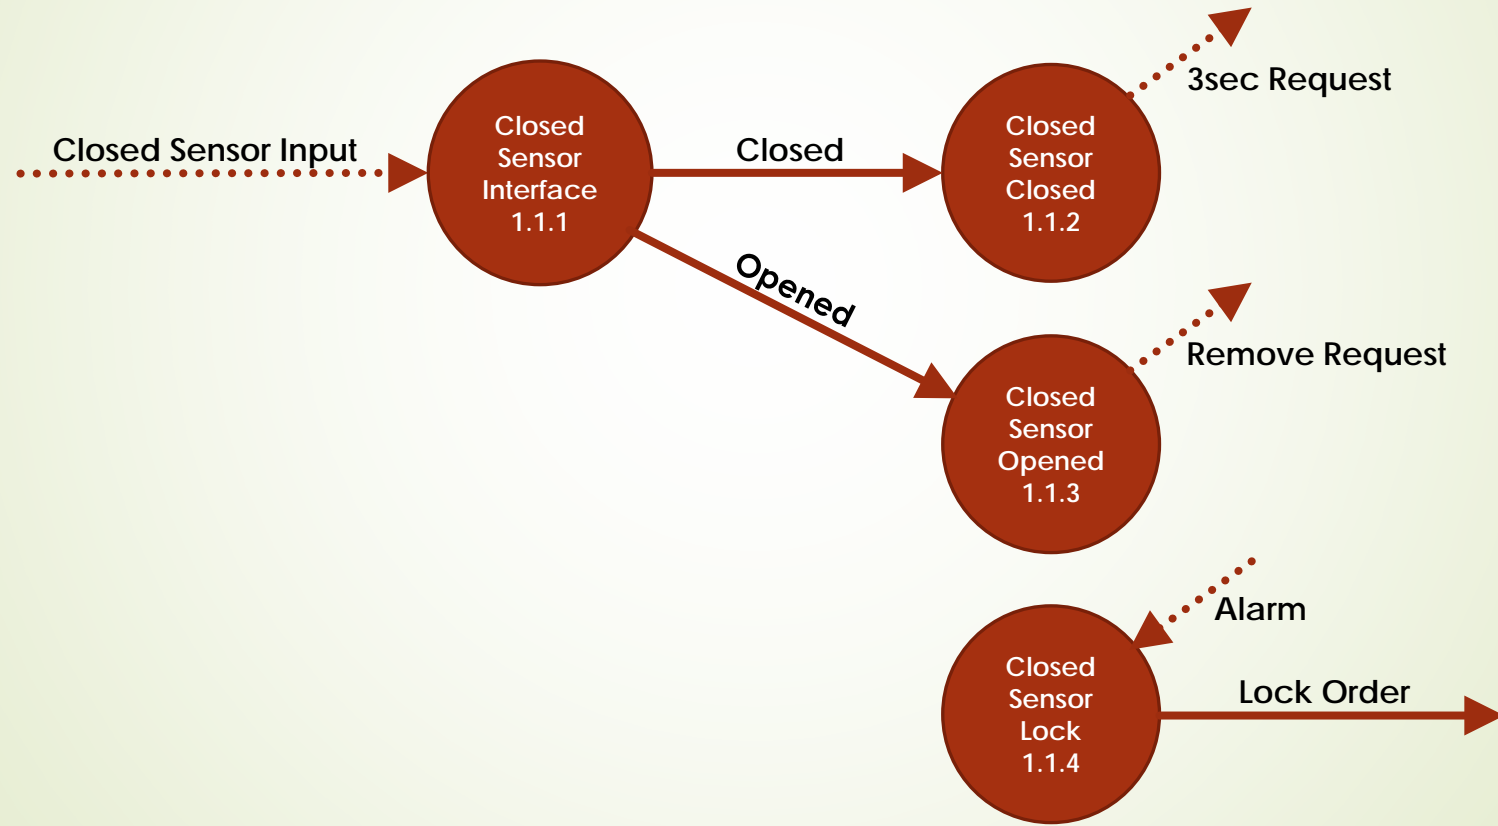 Closed Sensor Input
Closed
Sensor
Interface
1.1.1
Closed
Opened
Closed
Sensor
Closed
1.1.2
3sec Request
Closed
Sensor
Opened
1.1.3
Remove Request
Closed
Sensor
Lock
1.1.4
Alarm
Lock Order